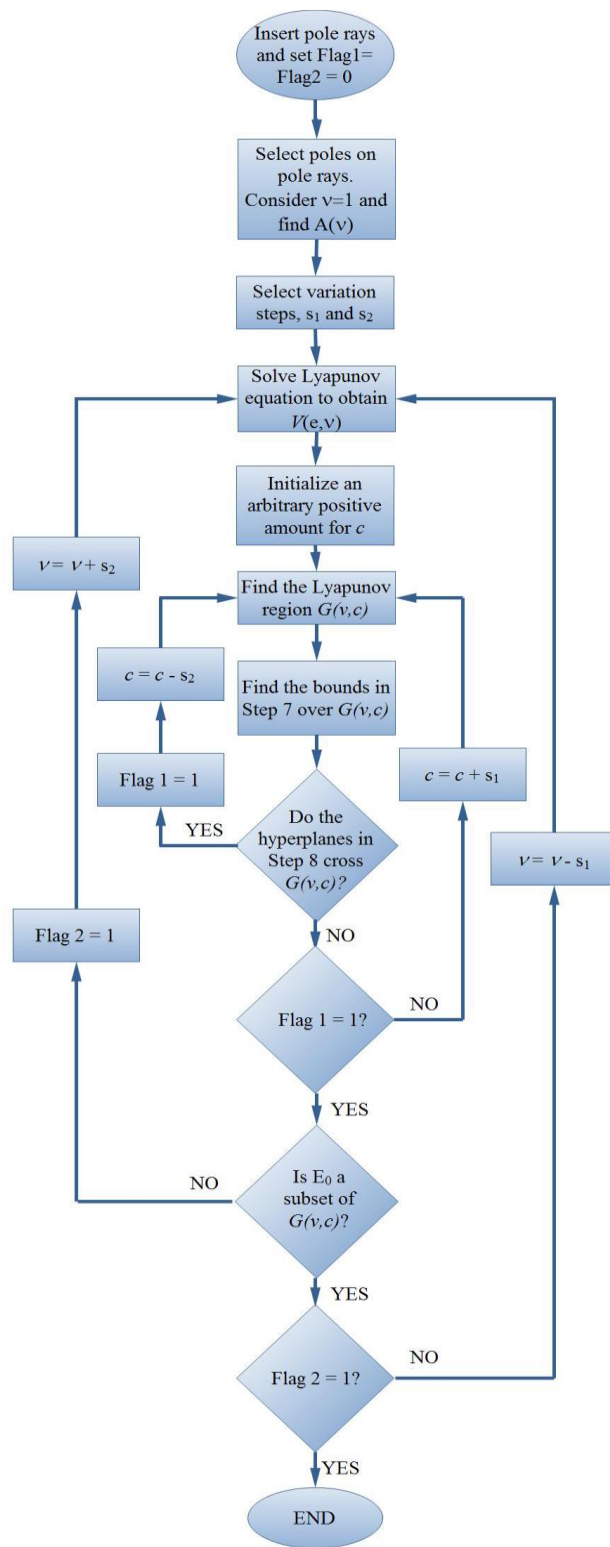 Insert pole rays
and set Flag1=
Flag2 = 0
Select poles on
pole rays.
Consider ν=1 and
find A(ν)
Select variation
steps, s₁ and s₂
Solve Lyapunov
equation to obtain
V(e,ν)
Initialize an
arbitrary positive
amount for c
ν = ν + s₂
Find the Lyapunov
region G(ν,c)
c = c - s₂
Find the bounds in
Step 7 over G(ν,c)
Flag 1 = 1
c = c + s₁
YES
Do the
hyperplanes in
Step 8 cross
G(ν,c)?
ν = ν - s₁
Flag 2 = 1
NO
Flag 1 = 1?
NO
YES
NO
Is E₀ a
subset of
G(ν,c)?
YES
Flag 2 = 1?
NO
YES
END